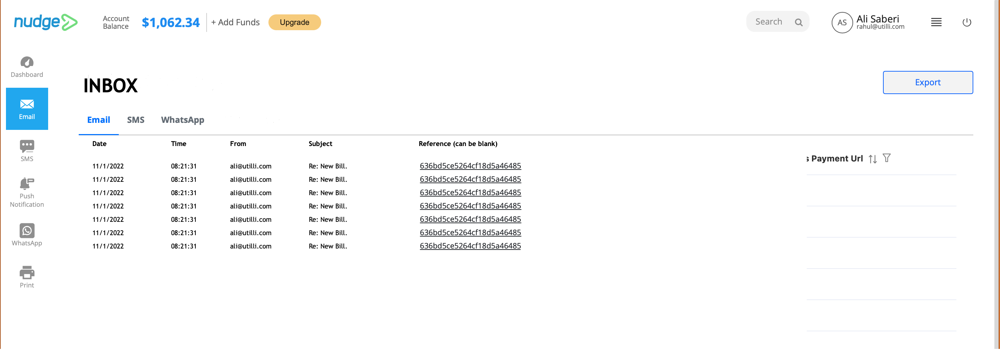 nudge
Account Balance
$1,062.34
+ Add Funds
Upgrade
Search
AS
Ali Saberi
rahul@utilli.com
Dashboard
Email
SMS
Push
Notification
WhatsApp
Print
INBOX
Export
Email SMS WhatsApp
Date Time From Subject Reference (can be blank)
s Payment Url
11/1/2022 08:21:31 ali@utilli.com Re: New Bill. 636bd5ce5264cf18d5a46485
11/1/2022 08:21:31 ali@utilli.com Re: New Bill. 636bd5ce5264cf18d5a46485
11/1/2022 08:21:31 ali@utilli.com Re: New Bill. 636bd5ce5264cf18d5a46485
11/1/2022 08:21:31 ali@utilli.com Re: New Bill. 636bd5ce5264cf18d5a46485
11/1/2022 08:21:31 ali@utilli.com Re: New Bill. 636bd5ce5264cf18d5a46485
11/1/2022 08:21:31 ali@utilli.com Re: New Bill. 636bd5ce5264cf18d5a46485
11/1/2022 08:21:31 ali@utilli.com Re: New Bill. 636bd5ce5264cf18d5a46485